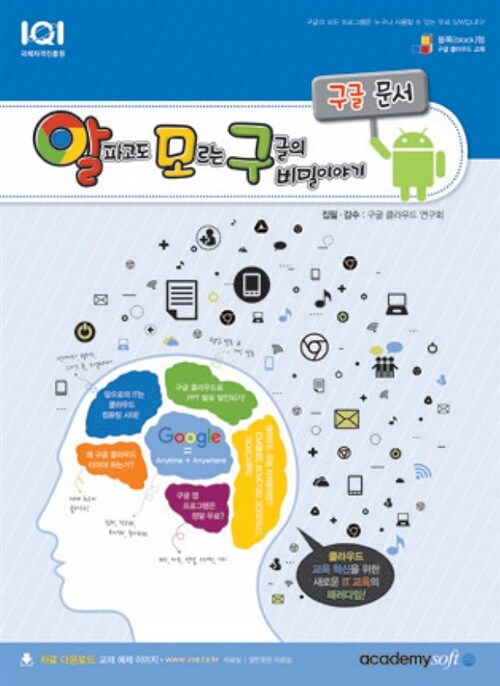 IQI
국제자격진흥원
구글의 모든 프로그램은 누구나 사용할 수 있는 무료 S/W입니다!
블록(block)형
구글 클라우드 교재
구글 문서
알파고도 모르는 구글의
비밀이야기
집필·감수 : 구글 클라우드 연구회
앞으로의 IT는
클라우드
컴퓨팅 시대!
구글 클라우드로
PPT 발표 달인되기!
왜 구글 클라우드
이어야 하는가?
Google
=
Anytime + Anywhere
구글 앱
프로그램은
정말 무료?
클라우드
교육 혁신을 위한
새로운 IT 교육의
패러다임!
자료 다운로드 교재 예제 이미지 •
academysoft